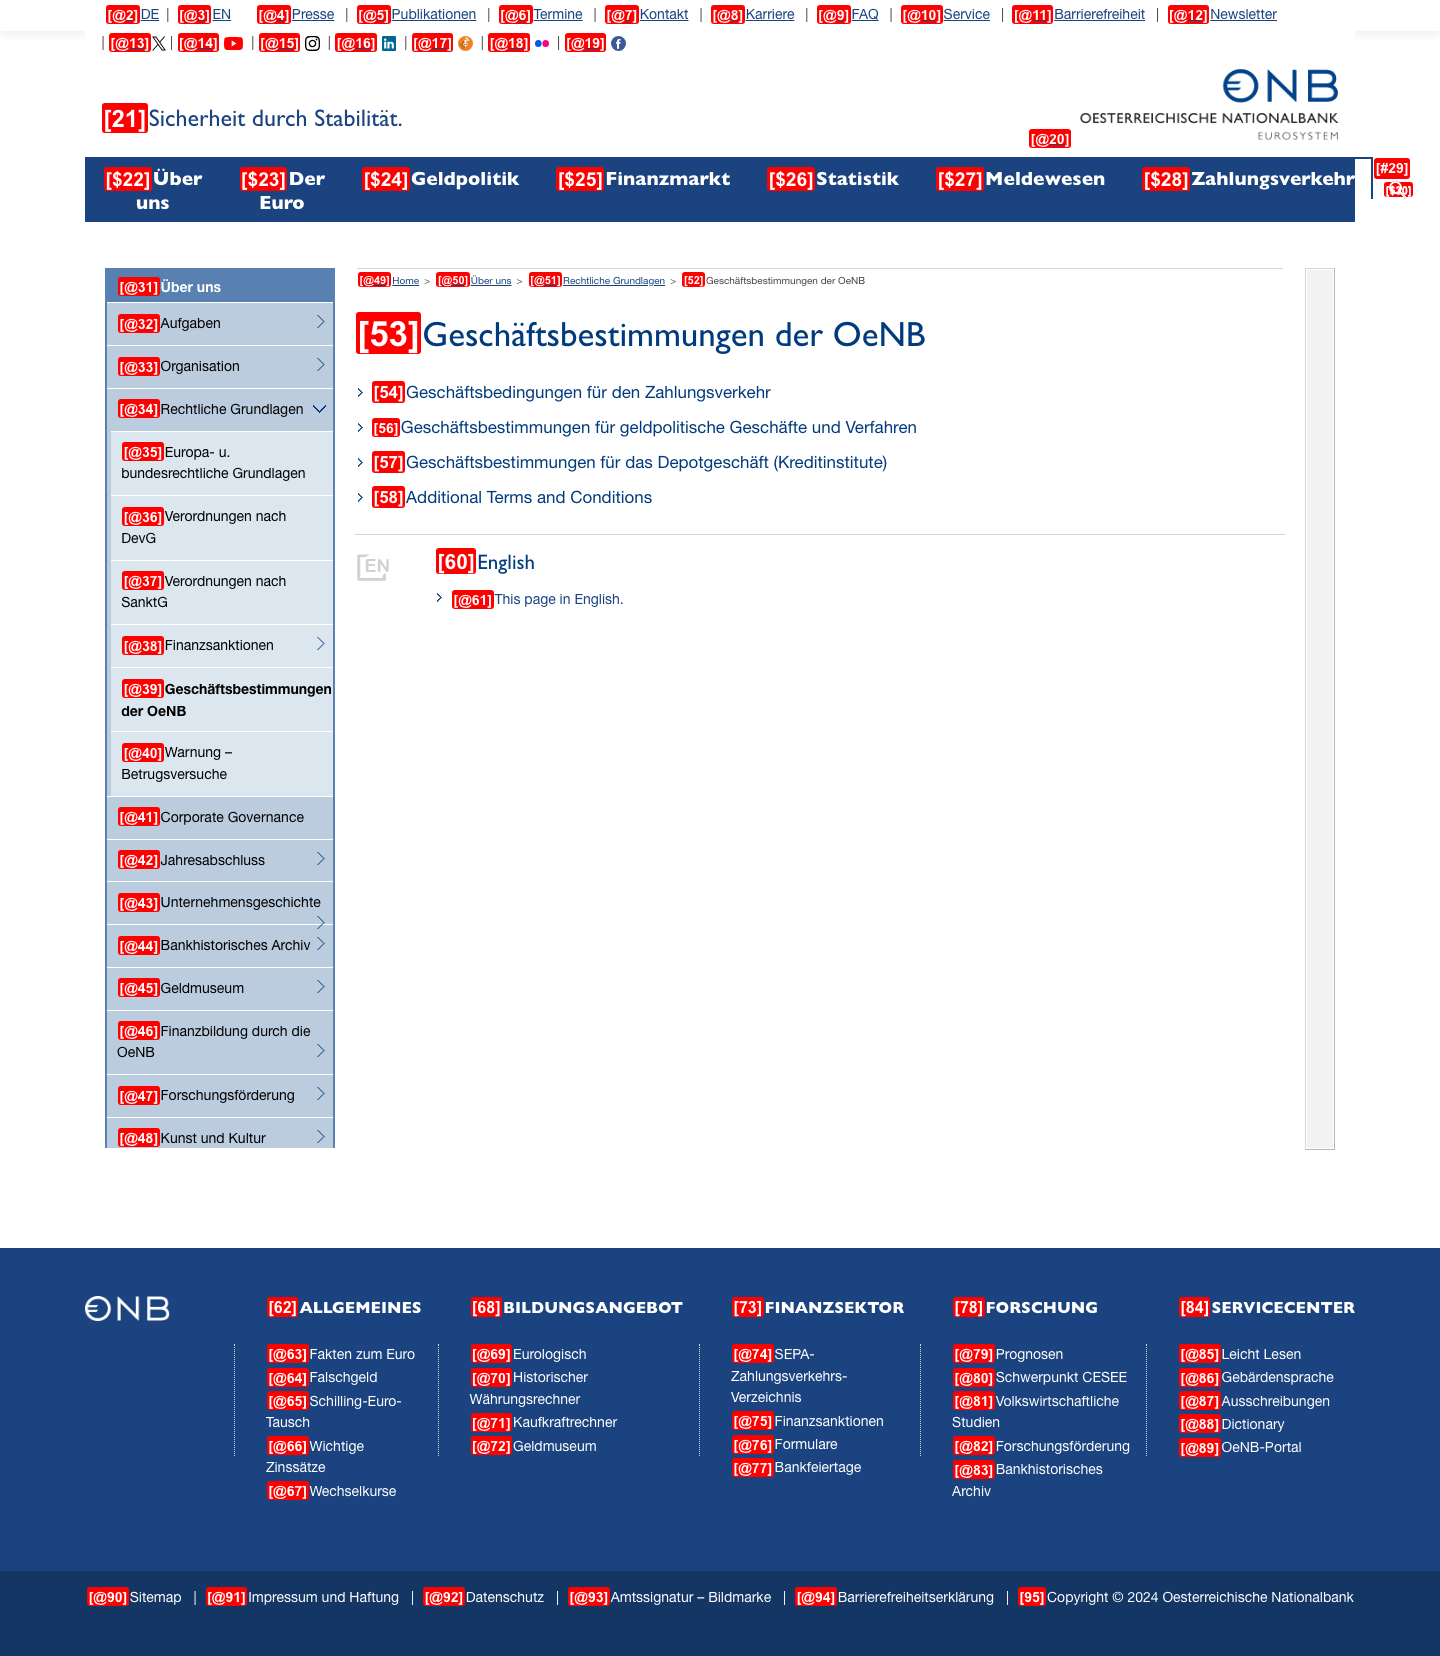 [@2]DE | [@3]EN [@4]Presse | [@5]Publikationen | [@6]Termine | [@7]Kontakt | [@8]Karriere | [@9]FAQ | [@10]Service | [@11]Barrierefreiheit | [@12]Newsletter
| [@13] | [@14] | [@15] | [@16] | [@17] | [@18] | [@19]
ONB
[21]Sicherheit durch Stabilität.
OESTERREICHISCHE NATIONALBANK
EUROSYSTEM
[@20]
[$22]Über uns
[$23]Der Euro
[$24]Geldpolitik
[$25]Finanzmarkt
[$26]Statistik
[$27]Meldewesen
[$28]Zahlungsverkehr
[#29]
[@31]Über uns
[@32]Aufgaben
[@33]Organisation
[@34]Rechtliche Grundlagen
[@35]Europa- u.
bundesrechtliche Grundlagen
[@36]Verordnungen nach
DevG
[@37]Verordnungen nach
SanktG
[@38]Finanzsanktionen
[@39]Geschäftsbestimmungen
der OeNB
[@40]Warnung –
Betrugsversuche
[@41]Corporate Governance
[@42]Jahresabschluss
[@43]Unternehmensgeschichte
[@44]Bankhistorisches Archiv
[@45]Geldmuseum
[@46]Finanzbildung durch die
OeNB
[@47]Forschungsförderung
[@48]Kunst und Kultur
[@49]Home > [@50]Über uns > [@51]Rechtliche Grundlagen > [52]Geschäftsbestimmungen der OeNB
[53]Geschäftsbestimmungen der OeNB
[54]Geschäftsbedingungen für den Zahlungsverkehr
[56]Geschäftsbestimmungen für geldpolitische Geschäfte und Verfahren
[57]Geschäftsbestimmungen für das Depotgeschäft (Kreditinstitute)
[58]Additional Terms and Conditions
EN
[60]English
[@61]This page in English.
ONB
[62]ALLGEMEINES
[@63]Fakten zum Euro
[@64]Falschgeld
[@65]Schilling-Euro-
Tausch
[@66]Wichtige
Zinssätze
[@67]Wechselkurse
[68]BILDUNGSANGEBOT
[@69]Eurologisch
[@70]Historischer
Währungsrechner
[@71]Kaufkraftrechner
[@72]Geldmuseum
[73]FINANZSEKTOR
[@74]SEPA-
Zahlungsverkehrs-
Verzeichnis
[@75]Finanzsanktionen
[@76]Formulare
[@77]Bankfeiertage
[78]FORSCHUNG
[@79]Prognosen
[@80]Schwerpunkt CESEE
[@81]Volkswirtschaftliche
Studien
[@82]Forschungsförderung
[@83]Bankhistorisches
Archiv
[84]SERVICECENTER
[@85]Leicht Lesen
[@86]Gebärdensprache
[@87]Ausschreibungen
[@88]Dictionary
[@89]OeNB-Portal
[@90]Sitemap | [@91]Impressum und Haftung | [@92]Datenschutz | [@93]Amtssignatur – Bildmarke | [@94]Barrierefreiheitserklärung | [95]Copyright © 2024 Oesterreichische Nationalbank